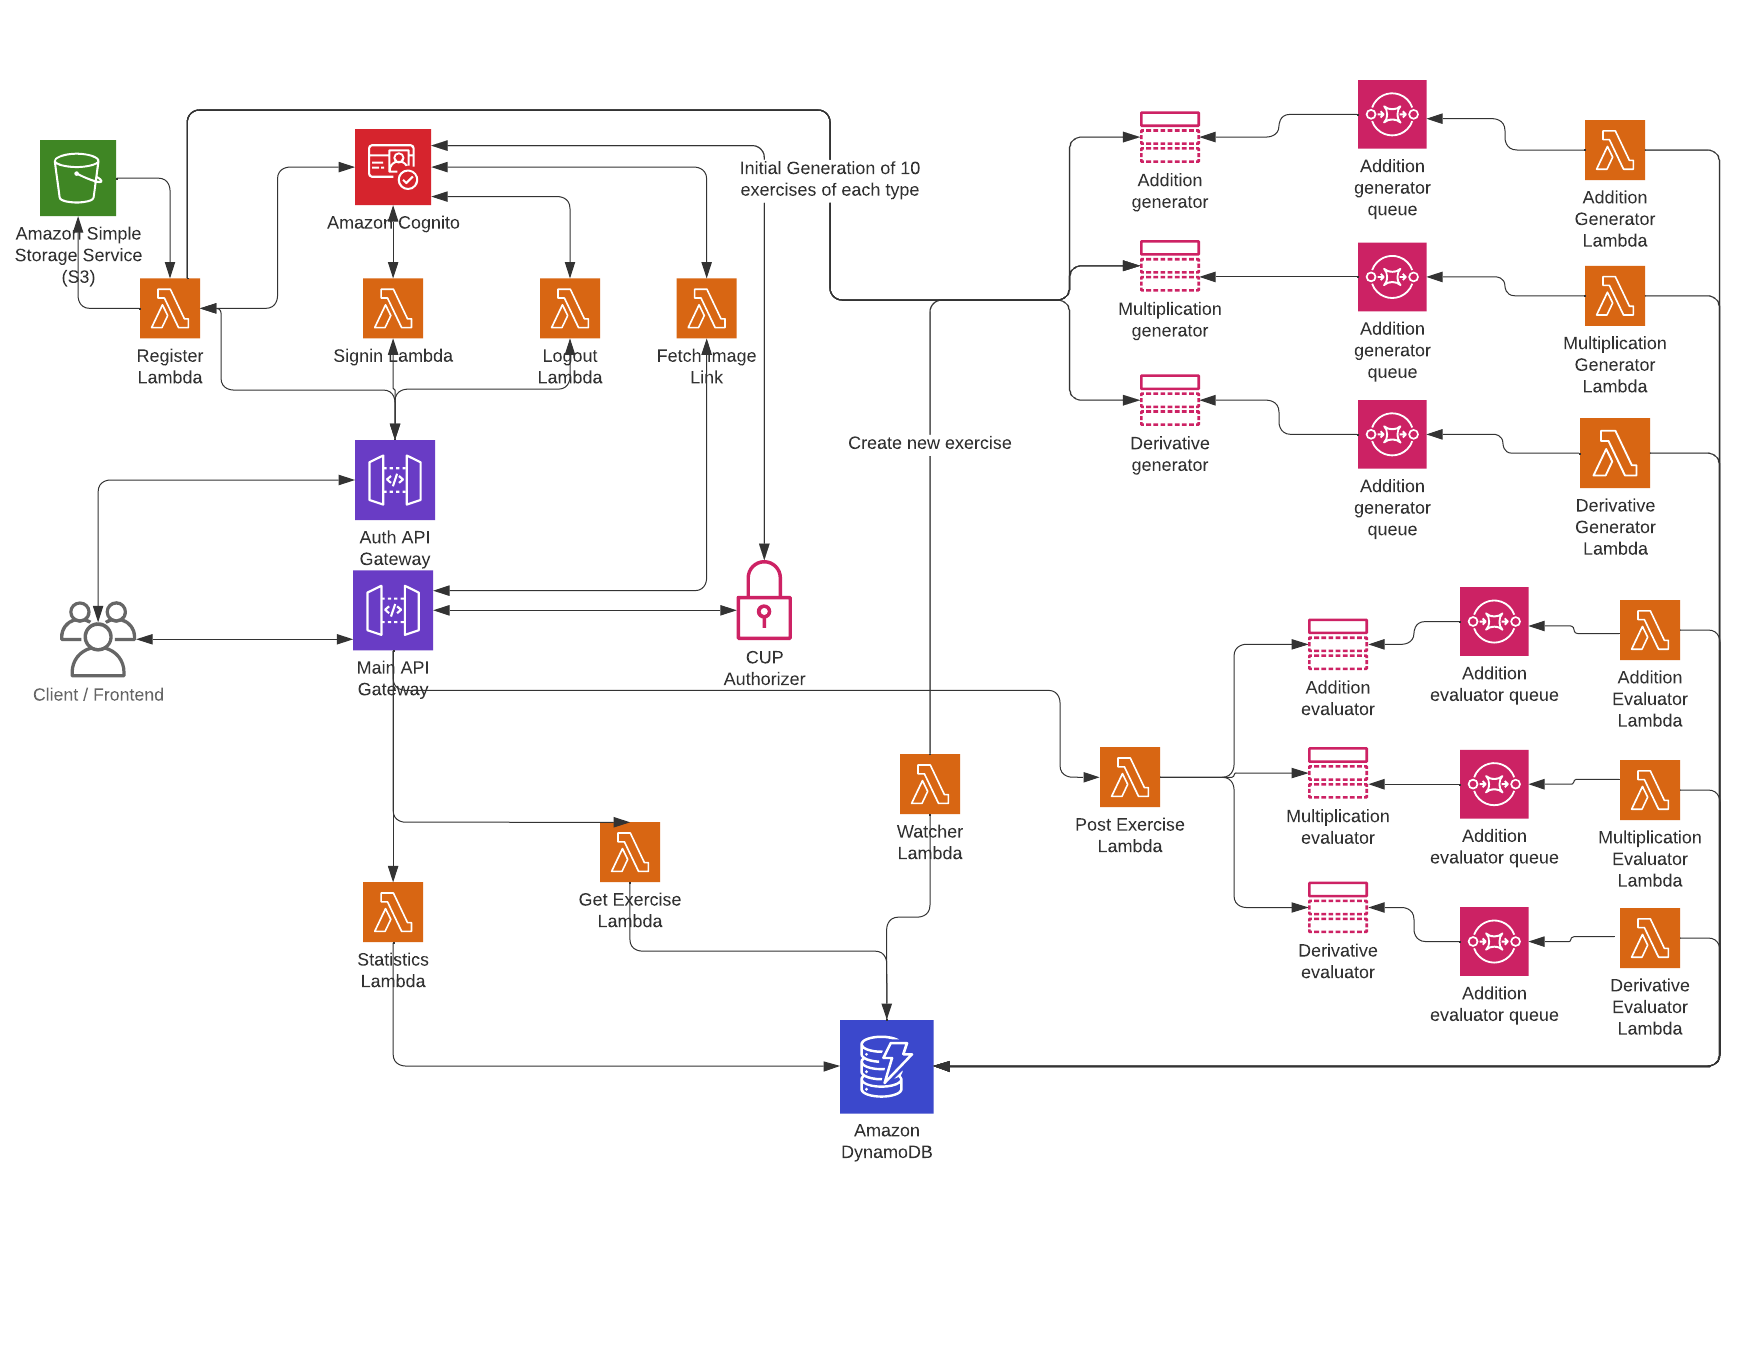 Amazon Simple
Storage Service
(S3)
Amazon Cognito
Initial Generation of 10
exercises of each type
Register
Lambda
Signin Lambda
Logout
Lambda
Fetch Image
Link
Auth API
Gateway
Main API
Gateway
Client / Frontend
CUP
Authorizer
Create new exercise
Addition
generator
Multiplication
generator
Derivative
generator
Addition
generator
queue
Addition
generator
queue
Addition
generator
queue
Addition
Generator
Lambda
Multiplication
Generator
Lambda
Derivative
Generator
Lambda
Statistics
Lambda
Get Exercise
Lambda
Watcher
Lambda
Post Exercise
Lambda
Addition
evaluator
Multiplication
evaluator
Derivative
evaluator
Addition
evaluator queue
Addition
evaluator queue
Addition
evaluator queue
Addition
Evaluator
Lambda
Multiplication
Evaluator
Lambda
Derivative
Evaluator
Lambda
Amazon
DynamoDB